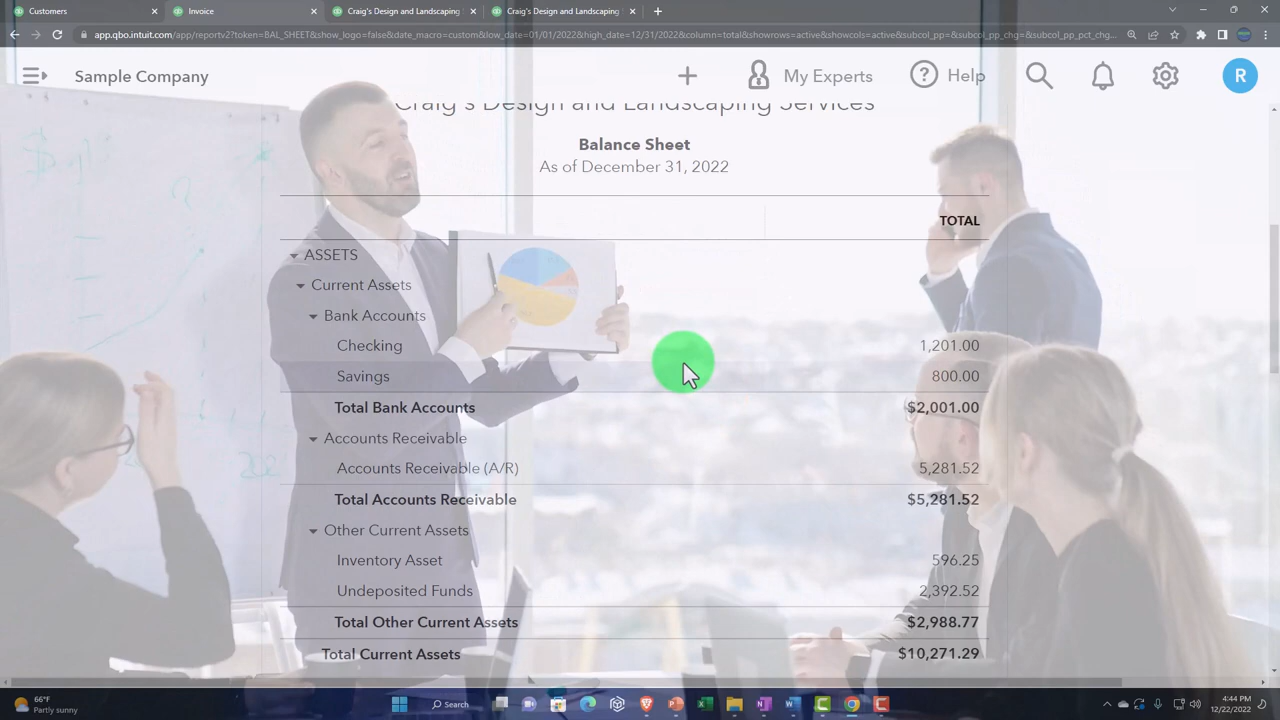 Customers
Invoice
Craig's Design and Landscaping
Craig's Design and Landscaping
app.qbo.intuit.com/app/reportv2?token=BAL_SHEET&show_logo=false&date_macro=custom&low_date=01/01/2022&high_date=12/31/2022&column=total&showrows=active&showcols=active&subcol_pp=&subcol_pp_chg=&subcol_pp_pct_chg...
Sample Company
My Experts
Help
R
Craig's Design and Landscaping Services
Balance Sheet
As of December 31, 2022
TOTAL
ASSETS
Current Assets
Bank Accounts
Checking 1,201.00
Savings 800.00
Total Bank Accounts $2,001.00
Accounts Receivable
Accounts Receivable (A/R) 5,281.52
Total Accounts Receivable $5,281.52
Other Current Assets
Inventory Asset 596.25
Undeposited Funds 2,392.52
Total Other Current Assets $2,988.77
Total Current Assets $10,271.29
66°F
Partly sunny
Search
4:44 PM
12/22/2022